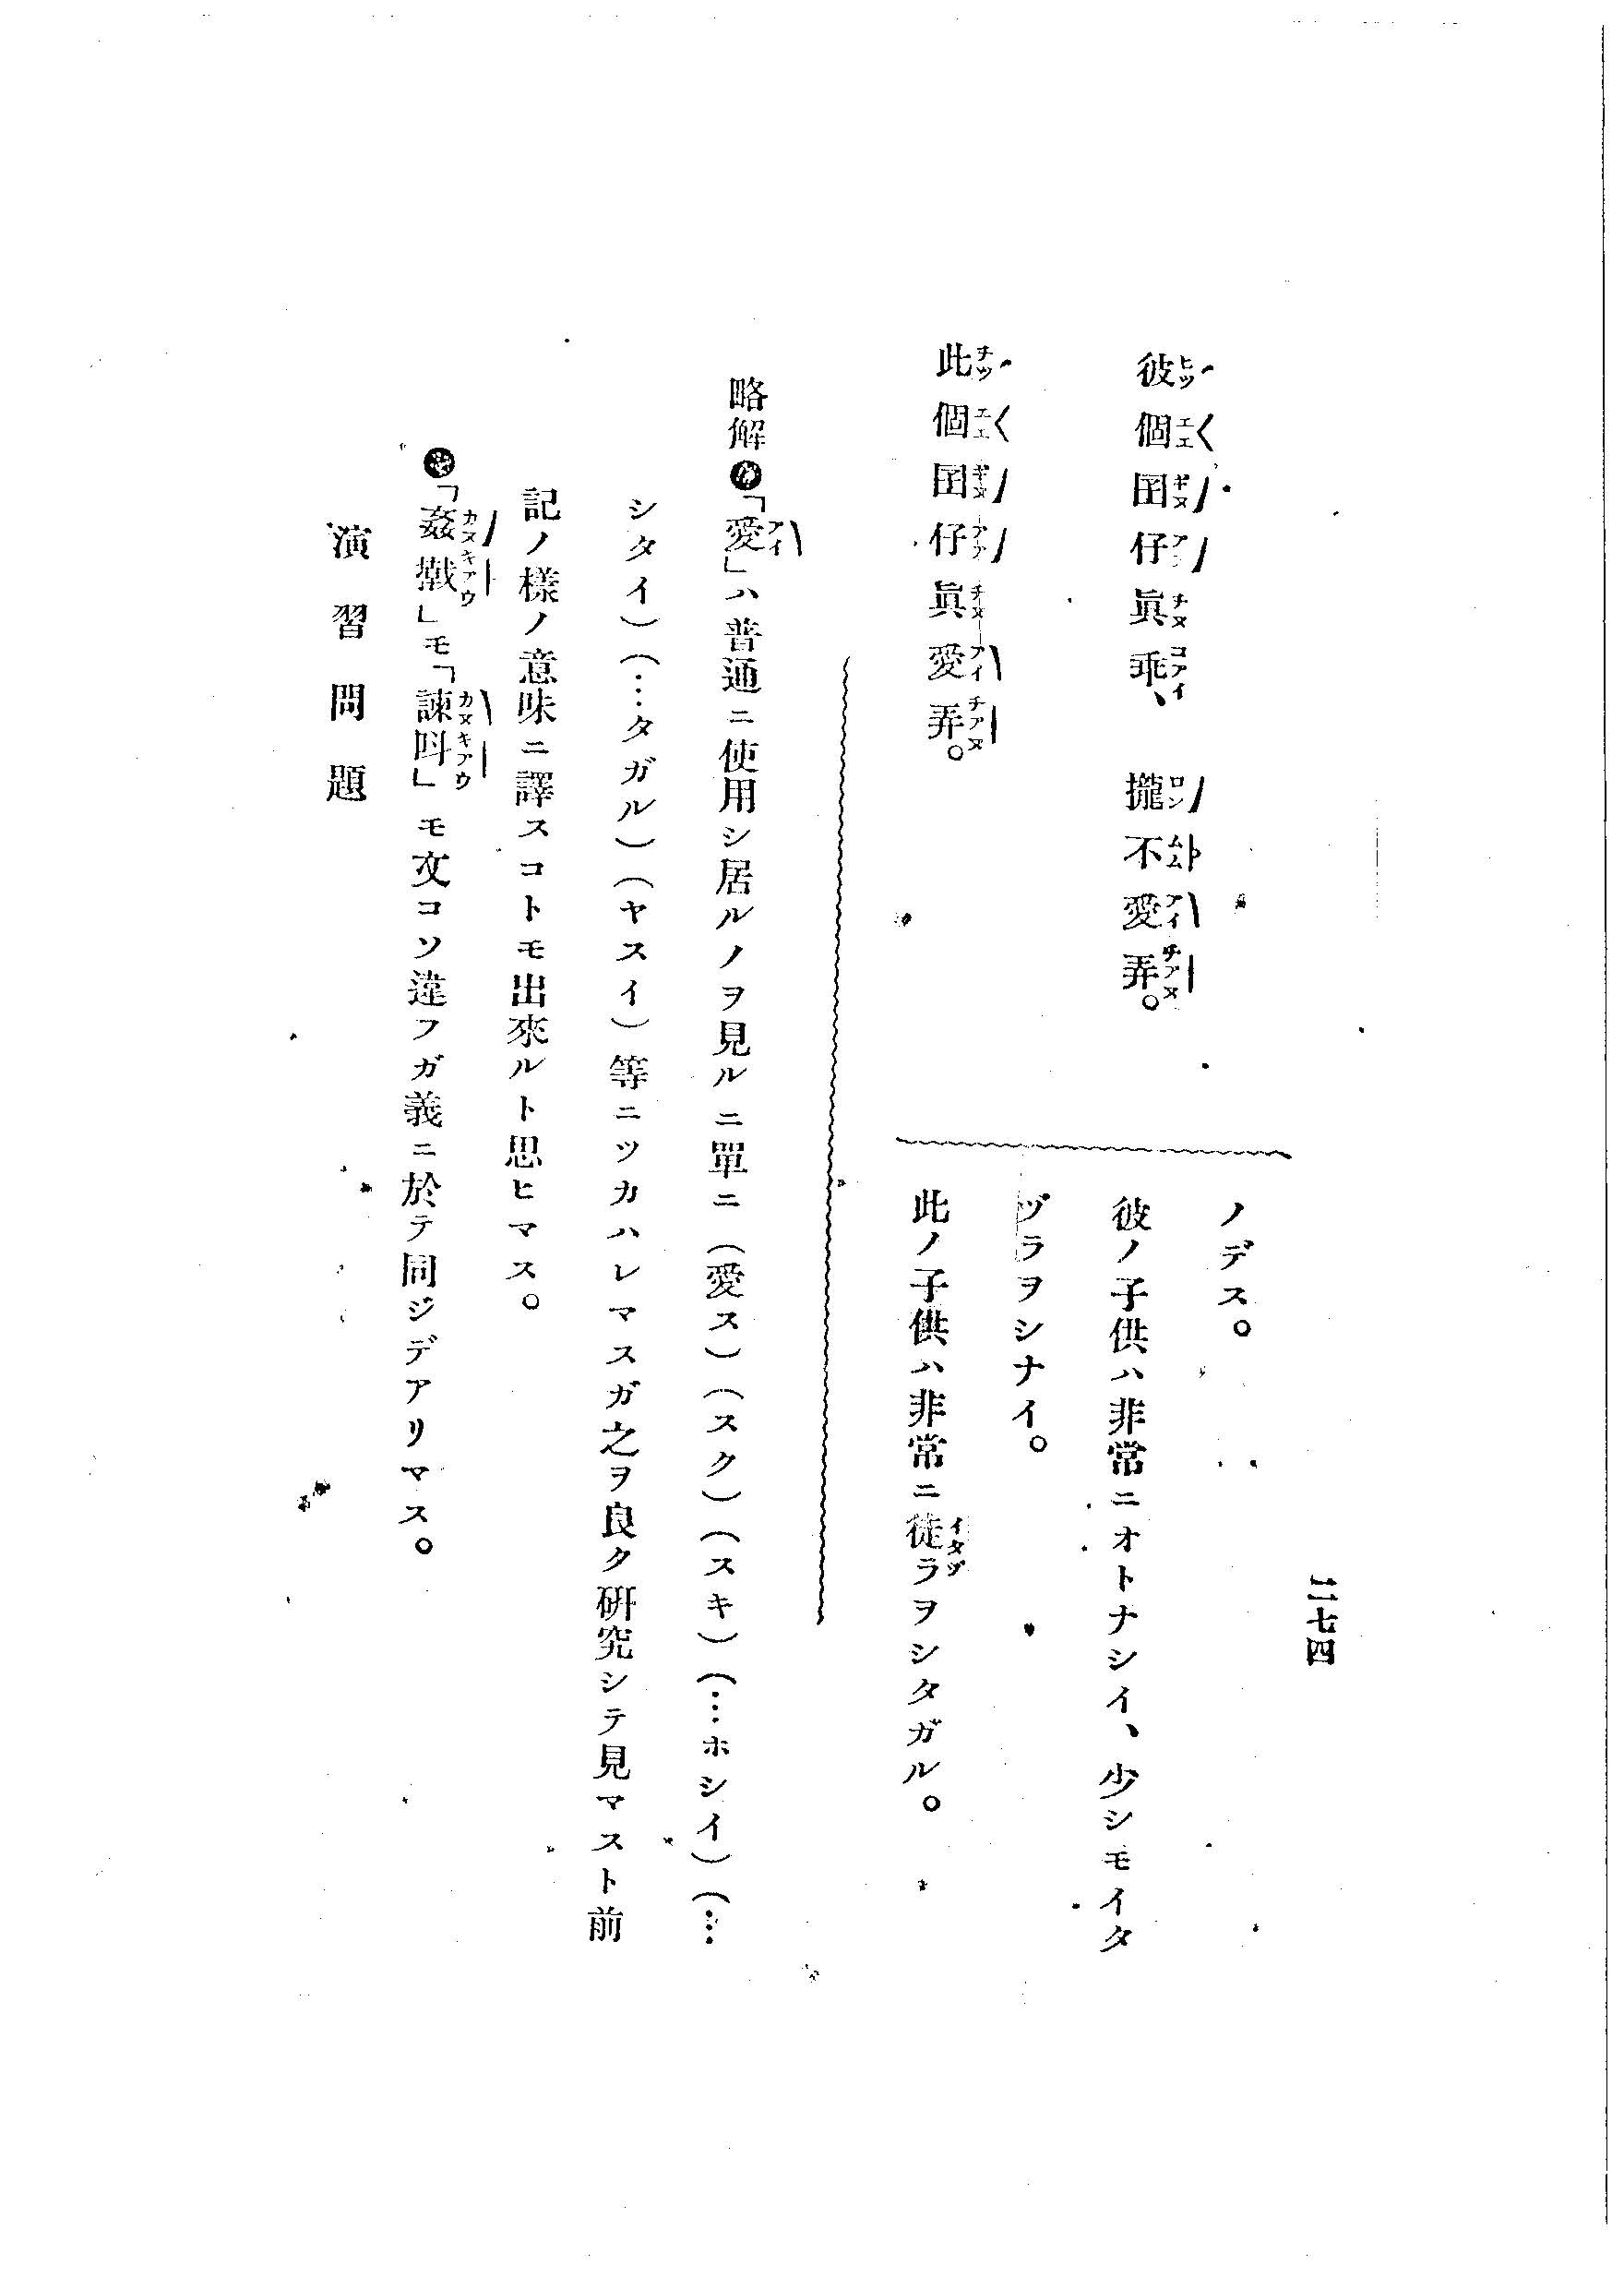 二七四
彼個囝仔眞乖、 攏不愛弄。
此個囝仔眞愛弄。
ノデス。
彼ノ子供ハ非常ニオトナシイ、少シモイタ
ヅラヲシナイ。
此ノ子供ハ非常ニ徒ラヲシタガル。
略解「愛」ハ普通ニ使用シ居ルノヲ見ルニ單ニ（愛ス）（スク）（スキ）（…ホシイ）（…
シタイ）（…タガル）（ヤスイ）等ニツカハレマスガ之ヲ良ク研究シテ見マスト前
記ノ樣ノ意味ニ譯スコトモ出來ルト思ヒマス。
「姦」モ「諫」モ文コソ違フガ義ニ於テ同ジデアリマス。
演習問題